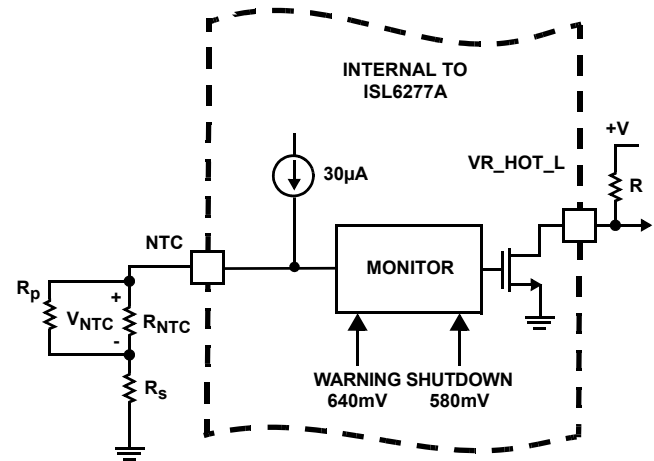 INTERNAL TO
ISL6277A
+V
VR_HOT_L
R
30µA
NTC
MONITOR
Rp
+
VNTC
RNTC
-
Rs
WARNING SHUTDOWN
640mV 580mV